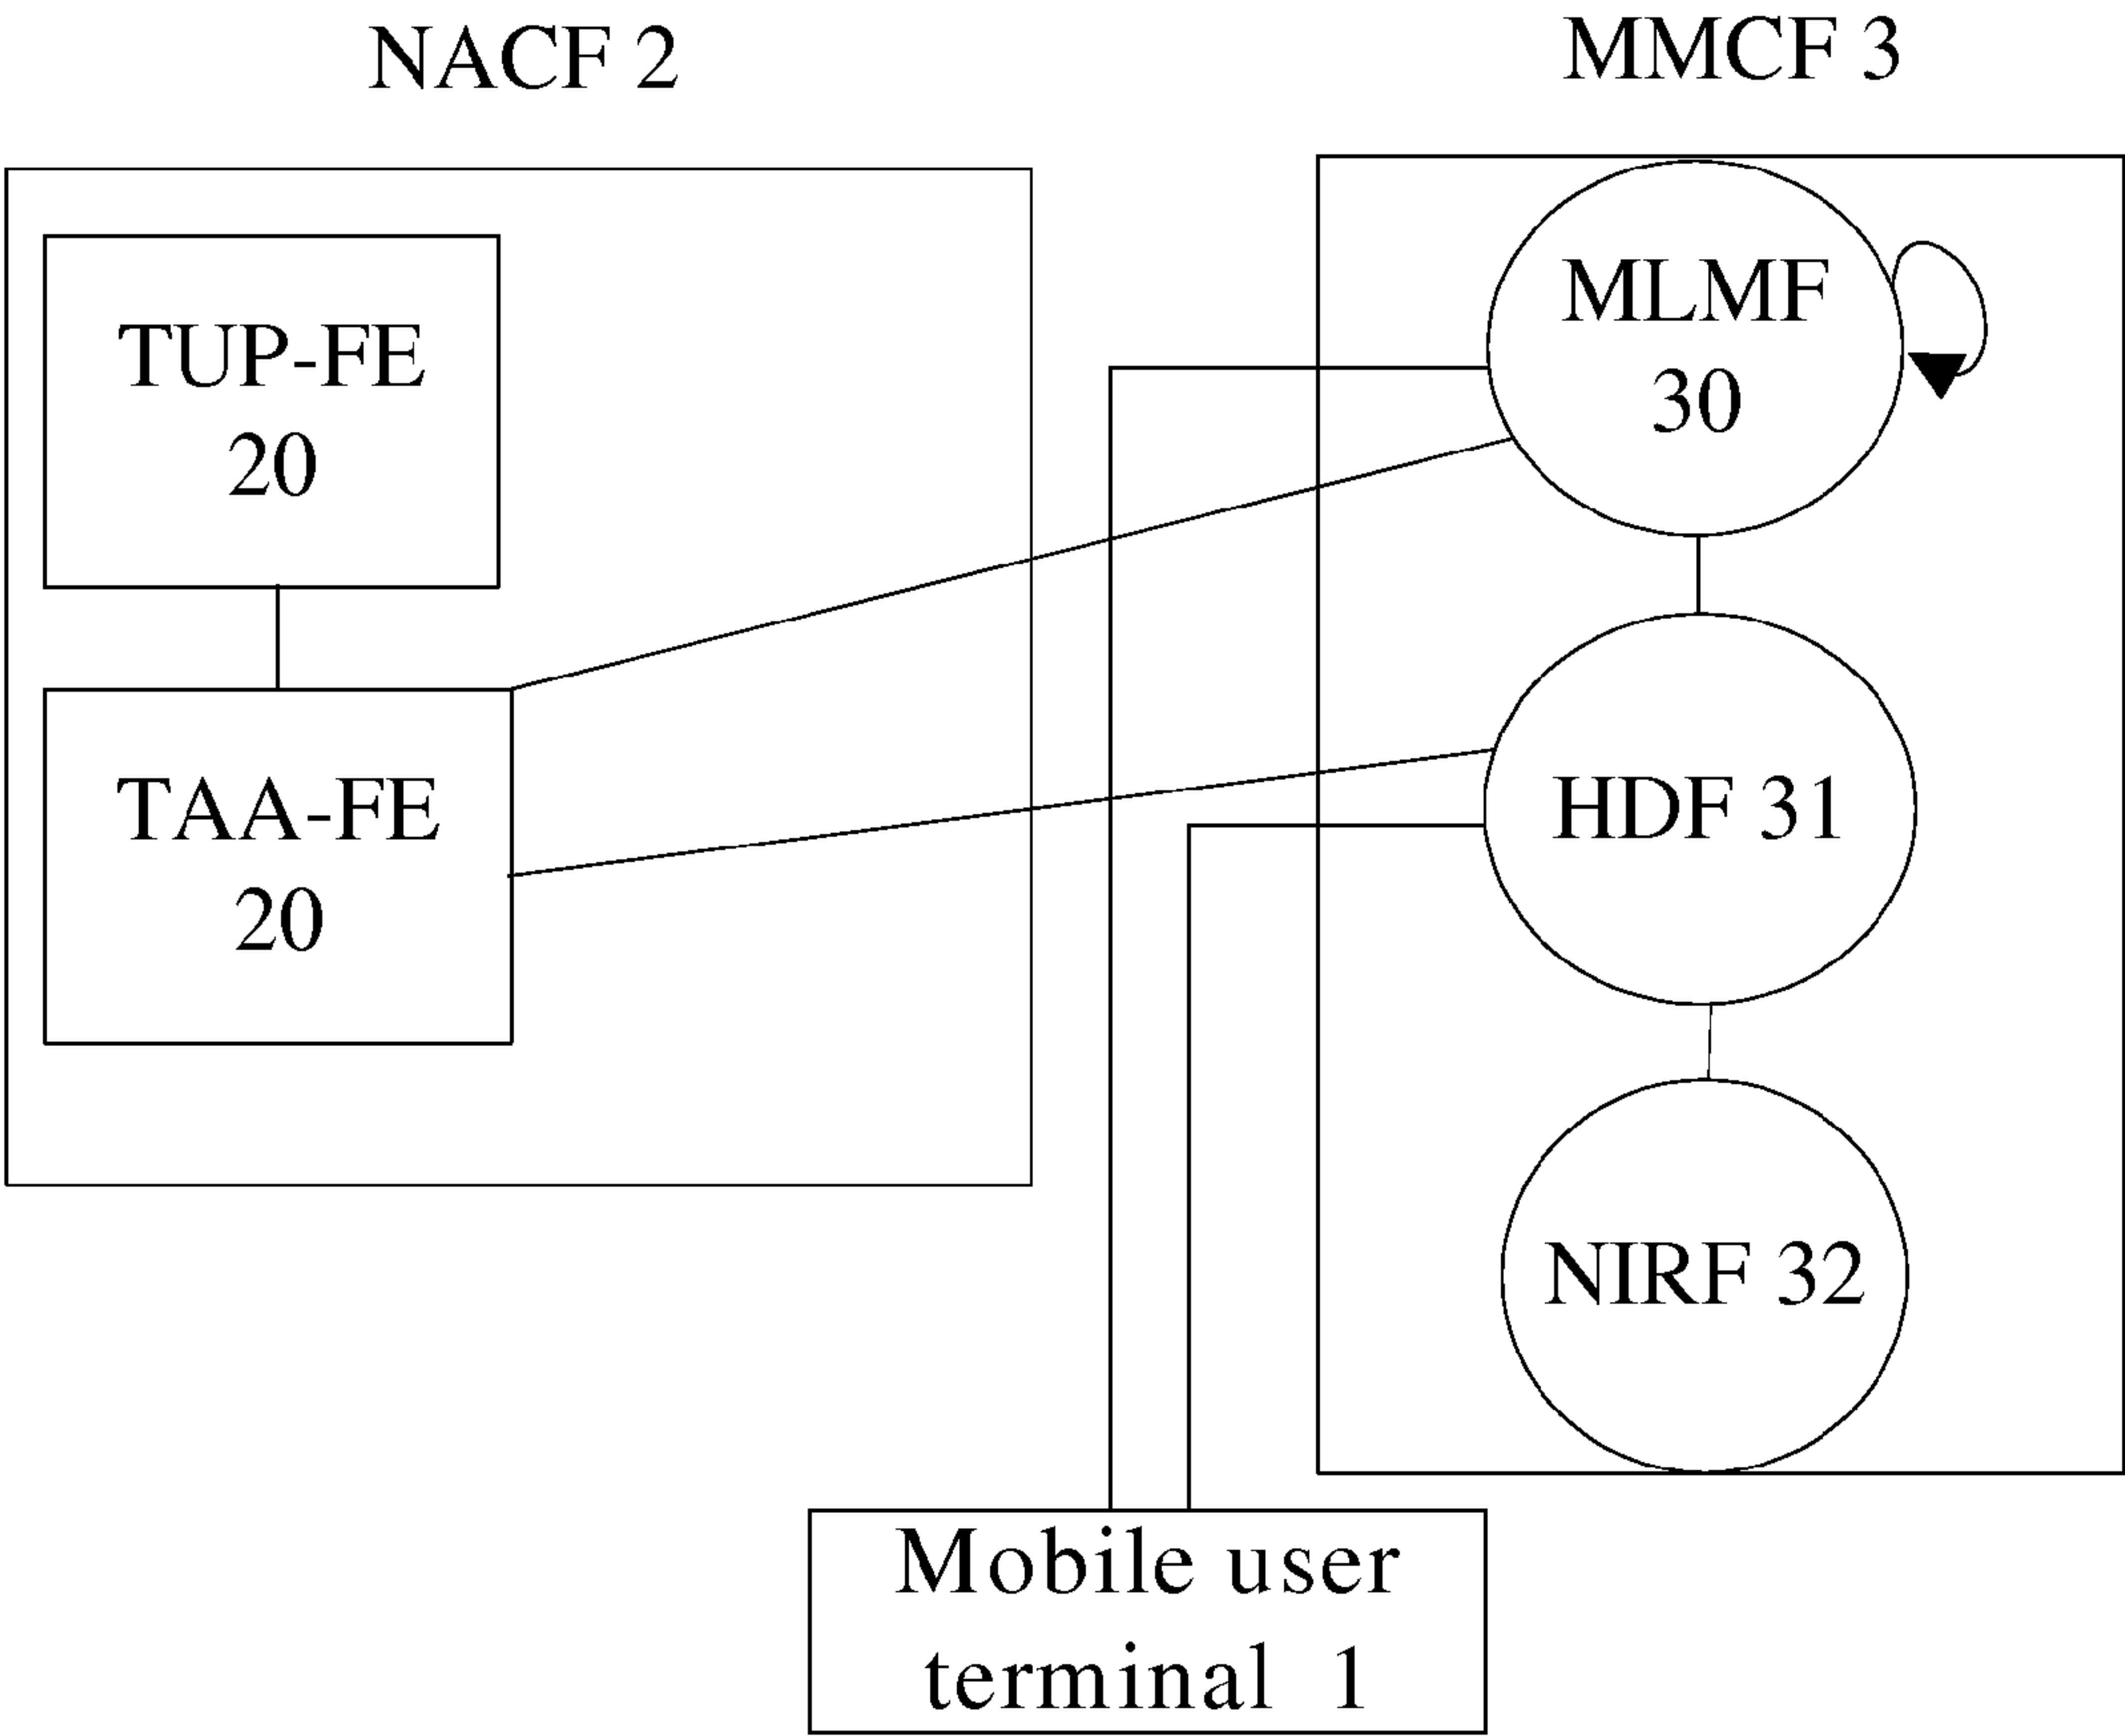 NACF 2
MMCF 3
TUP-FE
20
TAA-FE
20
MLMF
30
HDF 31
NIRF 32
Mobile user
terminal 1